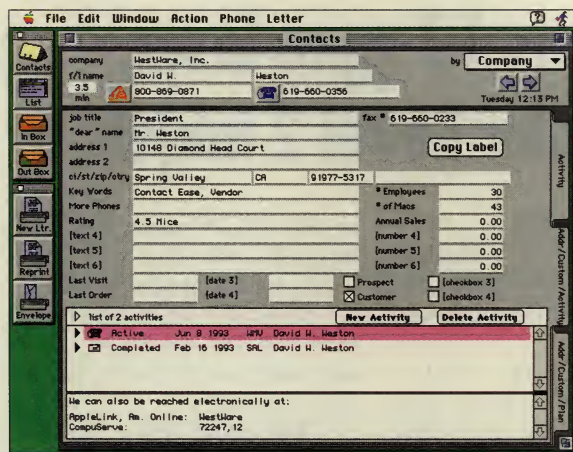 File Edit Window Action Phone Letter
Contacts
Contacts
List
In Box
Out Box
New Ltr.
Reprint
Envelope
company WestWare, Inc. by Company
f/l name David W. Weston
3.5 min 800-869-0871 619-660-0356
Tuesday 12:13 PM
job title President fax # 619-660-0233
"dear" name Mr. Weston
address 1 10148 Diamond Head Court Copy Label
address 2
ci/st/zip/ctry Spring Valley CA 91977-5317
Key Words Contact Ease, Vendor # Employees 30
More Phones # of Macs 43
Rating 4.5 Mice Annual Sales 0.00
[text 4] [number 4] 0.00
[text 5] [number 5] 0.00
[text 6] [number 6] 0.00
Last Visit [date 3] Prospect [checkbox 3]
Last Order [date 4] Customer [checkbox 4]
list of 2 activities New Activity Delete Activity
Active Jun 8 1993 WMV David W. Weston
Completed Feb 16 1993 SAL David W. Weston
We can also be reached electronically at:
AppleLink, Am. Online: WestWare
CompuServe: 72247,12
Activity
Addr/Custom/Activity
Addr/Custom/Plan